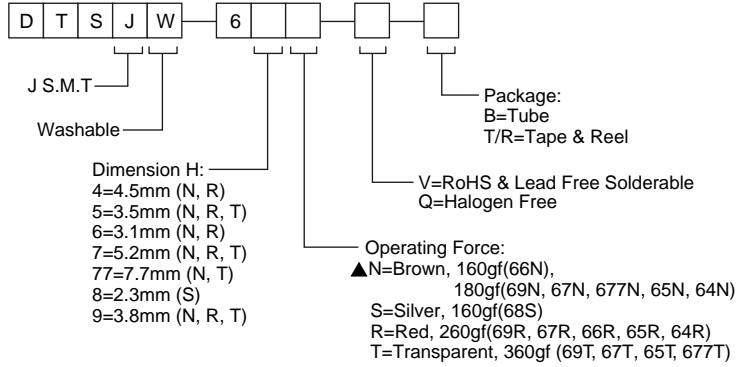 D T S J W 6
J S.M.T
Washable
Package:
B=Tube
T/R=Tape & Reel
Dimension H:
4=4.5mm (N, R)
5=3.5mm (N, R, T)
6=3.1mm (N, R)
7=5.2mm (N, R, T)
77=7.7mm (N, T)
8=2.3mm (S)
9=3.8mm (N, R, T)
V=RoHS & Lead Free Solderable
Q=Halogen Free
Operating Force:
▲N=Brown, 160gf(66N),
180gf(69N, 67N, 677N, 65N, 64N)
S=Silver, 160gf(68S)
R=Red, 260gf(69R, 67R, 66R, 65R, 64R)
T=Transparent, 360gf (69T, 67T, 65T, 677T)